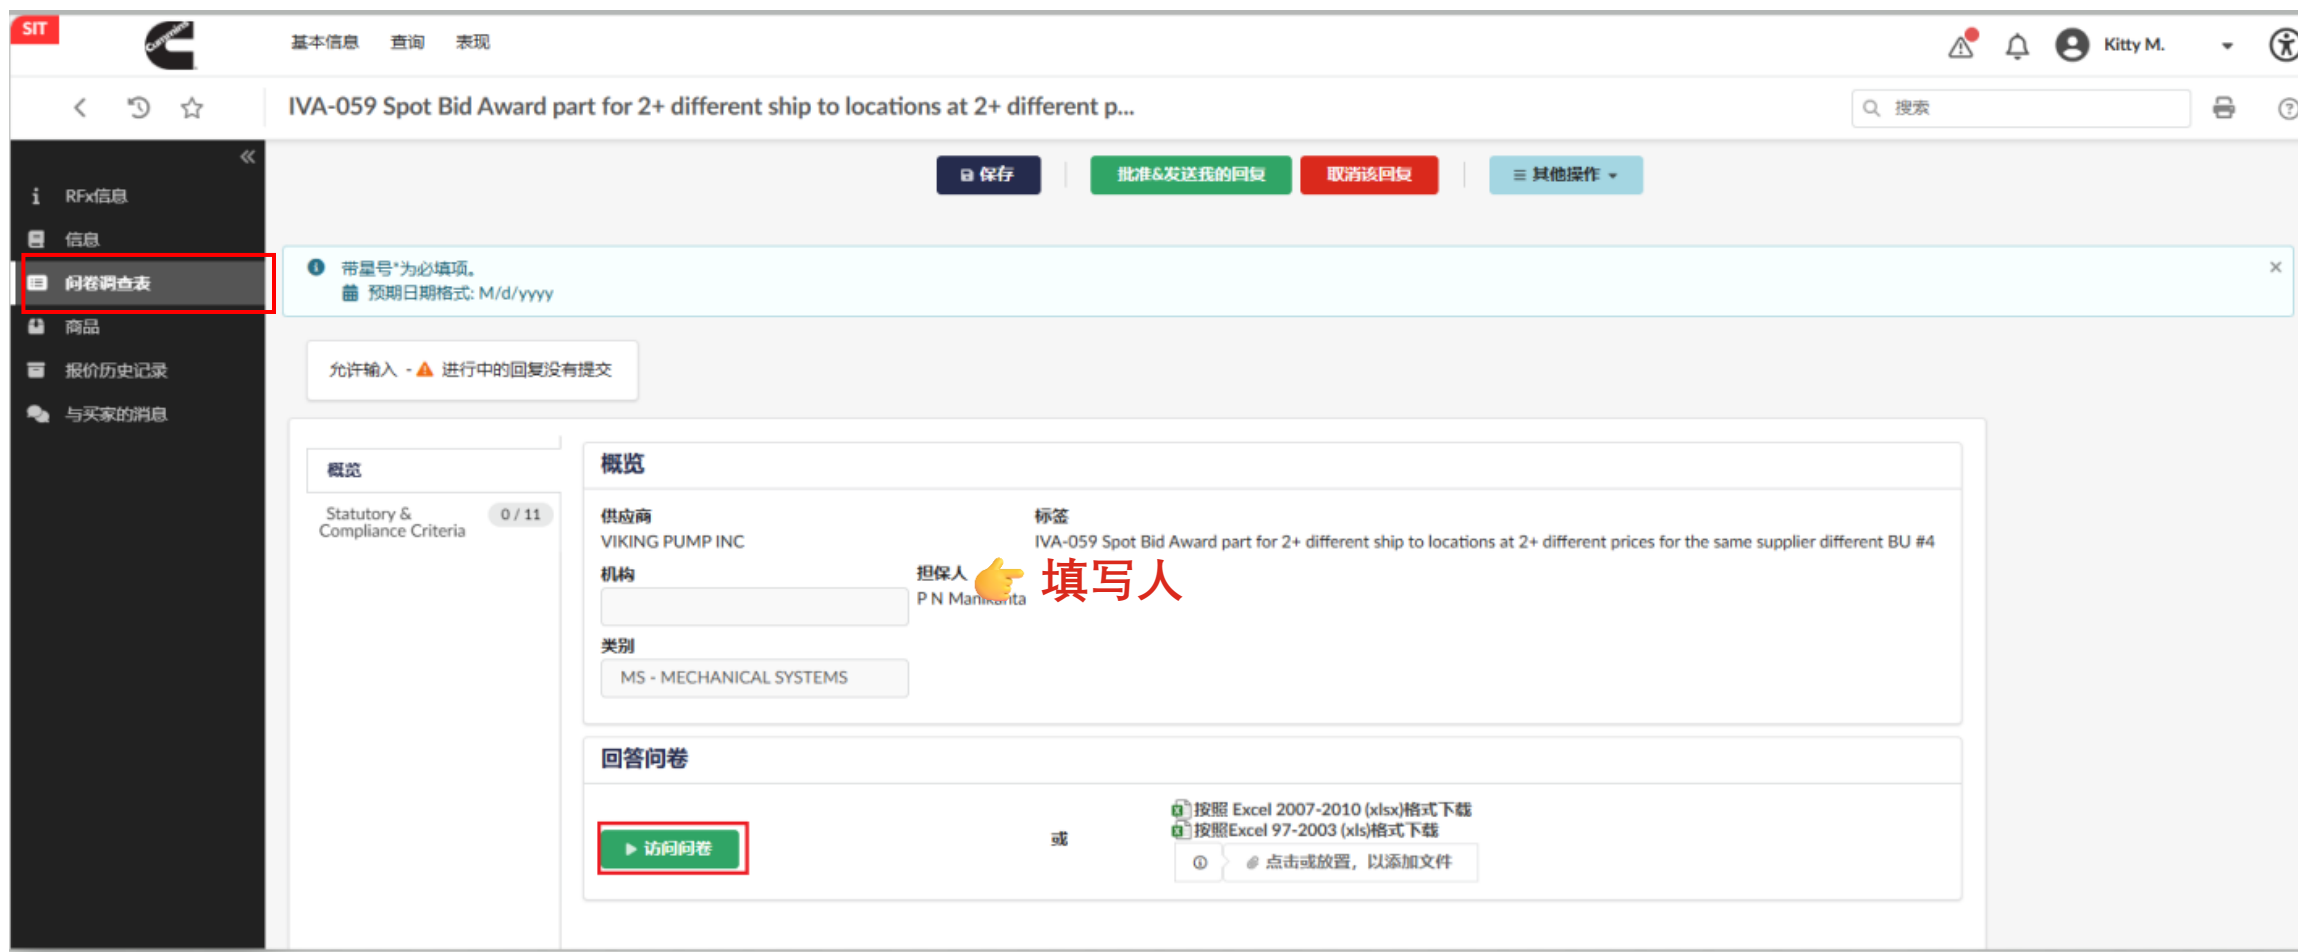 SIT
Cummins
基本信息 查询 表现
Kitty M.
IVA-059 Spot Bid Award part for 2+ different ship to locations at 2+ different p...
搜索
保存
批准&发送我的回复
取消该回复
其他操作
RFx信息
信息
问卷调查表
商品
报价历史记录
与买家的消息
带星号*为必填项。
预期日期格式: M/d/yyyy
允许输入 - 进行中的回复没有提交
概览
Statutory & Compliance Criteria 0 / 11
概览
供应商
VIKING PUMP INC
标签
IVA-059 Spot Bid Award part for 2+ different ship to locations at 2+ different prices for the same supplier different BU #4
机构
担保人
填写人
P N Manikanta
类别
MS - MECHANICAL SYSTEMS
回答问卷
访问问卷
或
按照 Excel 2007-2010 (xlsx)格式下载
按照Excel 97-2003 (xls)格式下载
点击或放置，以添加文件